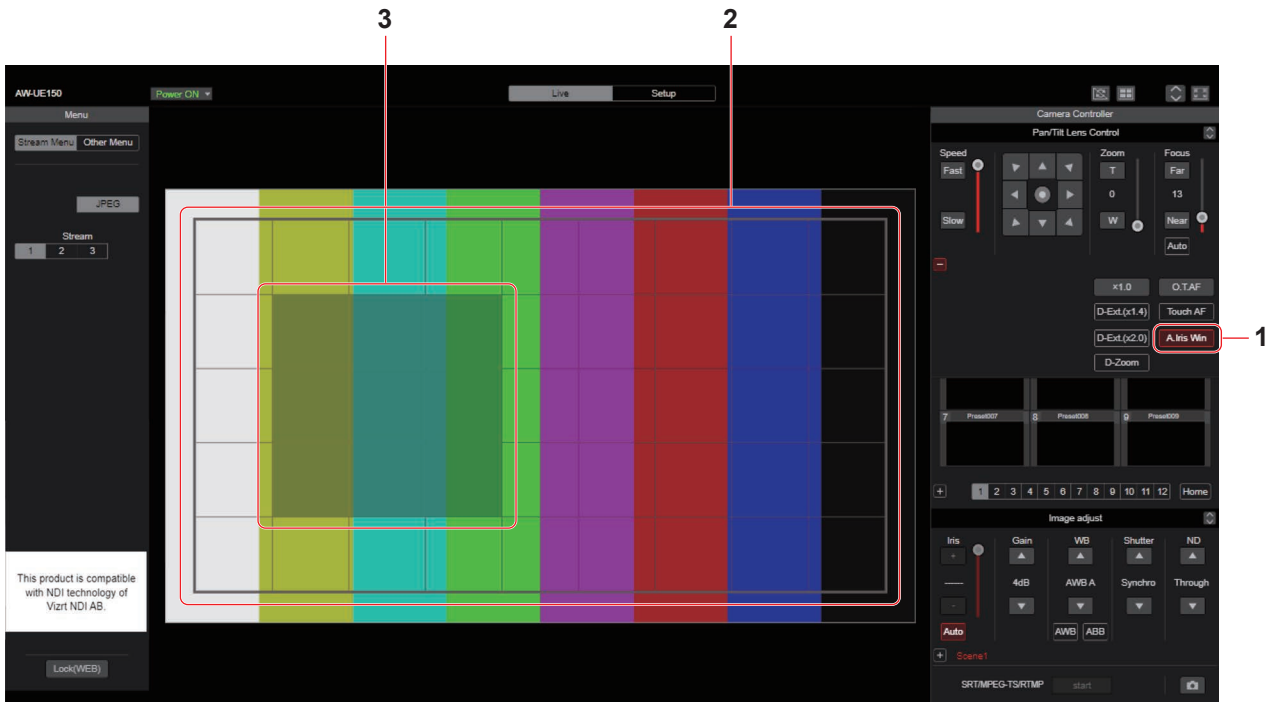 3
2
AW-UE150
Power ON
Live
Setup
Menu
Stream Menu
Other Menu
JPEG
Stream
1 2 3
This product is compatible
with NDI technology of
Vizrt NDI AB.
Lock(WEB)
Camera Controller
Pan/Tilt Lens Control
Speed
Zoom
Focus
Fast
T
Far
0
13
Slow
W
Near
Auto
×1.0
O.T.AF
D-Ext.(x1.4)
Touch AF
D-Ext.(x2.0)
A.Iris Win
1
D-Zoom
7 Preset007
8 Preset008
9 Preset009
+
1 2 3 4 5 6 7 8 9 10 11 12
Home
Image adjust
Iris
Gain
WB
Shutter
ND
+
4dB
AWB A
Synchro
Through
-
Auto
AWB
ABB
+ Scene1
SRT/MPEG-TS/RTMP
start